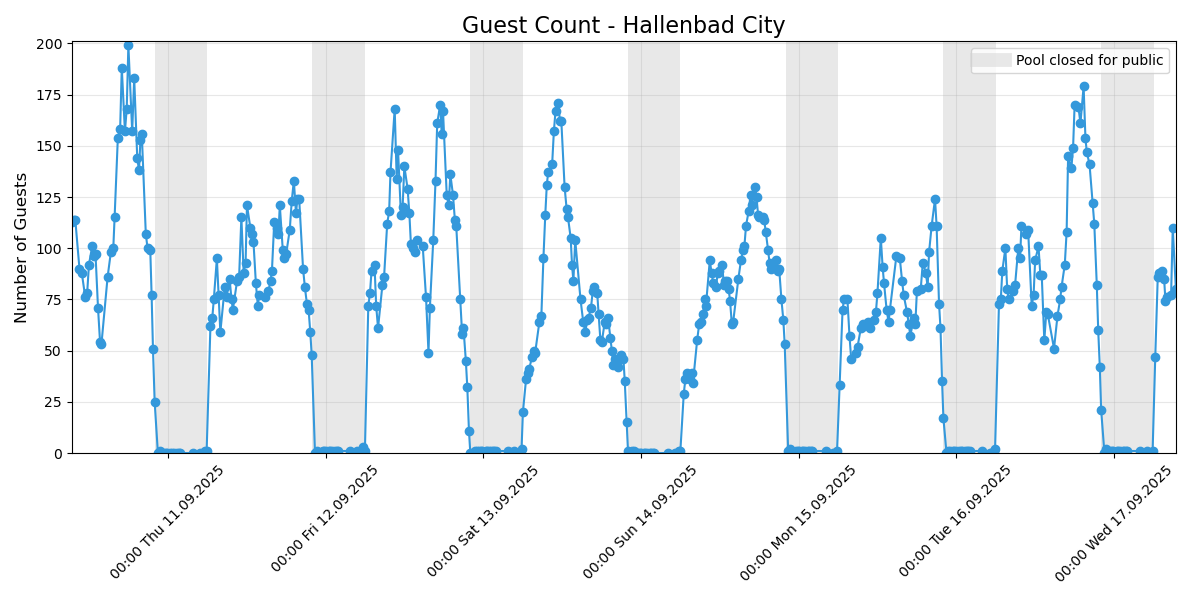 Guest Count - Hallenbad City
Pool closed for public
Number of Guests
200
175
150
125
100
75
50
25
0
00:00 Thu 11.09.2025
00:00 Fri 12.09.2025
00:00 Sat 13.09.2025
00:00 Sun 14.09.2025
00:00 Mon 15.09.2025
00:00 Tue 16.09.2025
00:00 Wed 17.09.2025